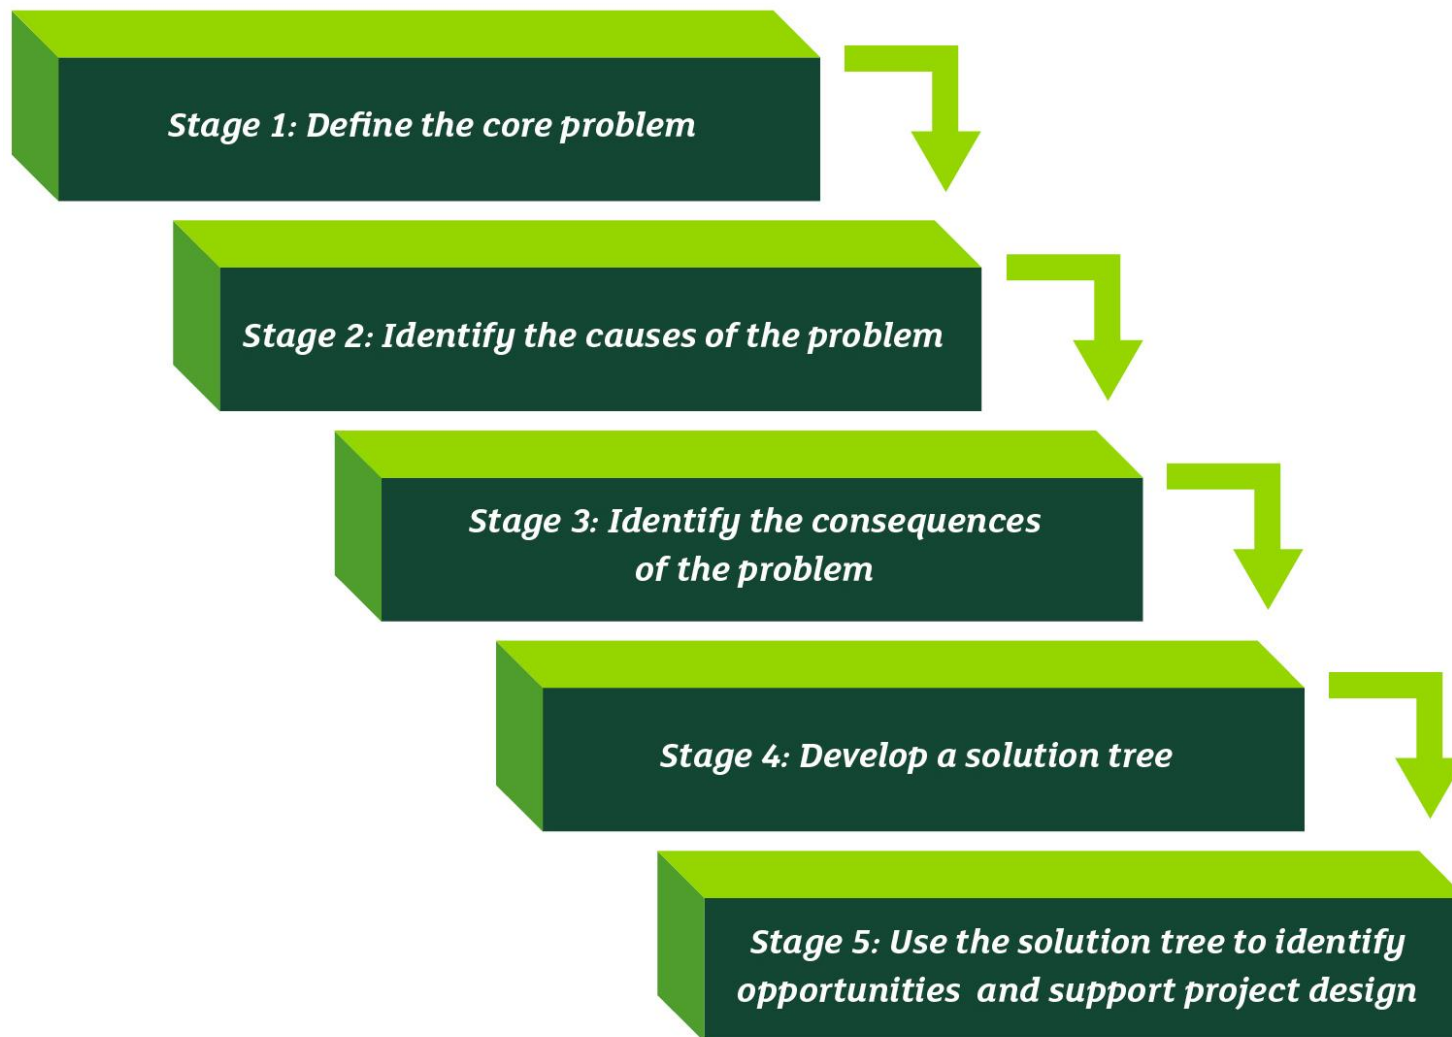 Stage 1: Define the core problem
Stage 2: Identify the causes of the problem
Stage 3: Identify the consequences
of the problem
Stage 4: Develop a solution tree
Stage 5: Use the solution tree to identify
opportunities and support project design